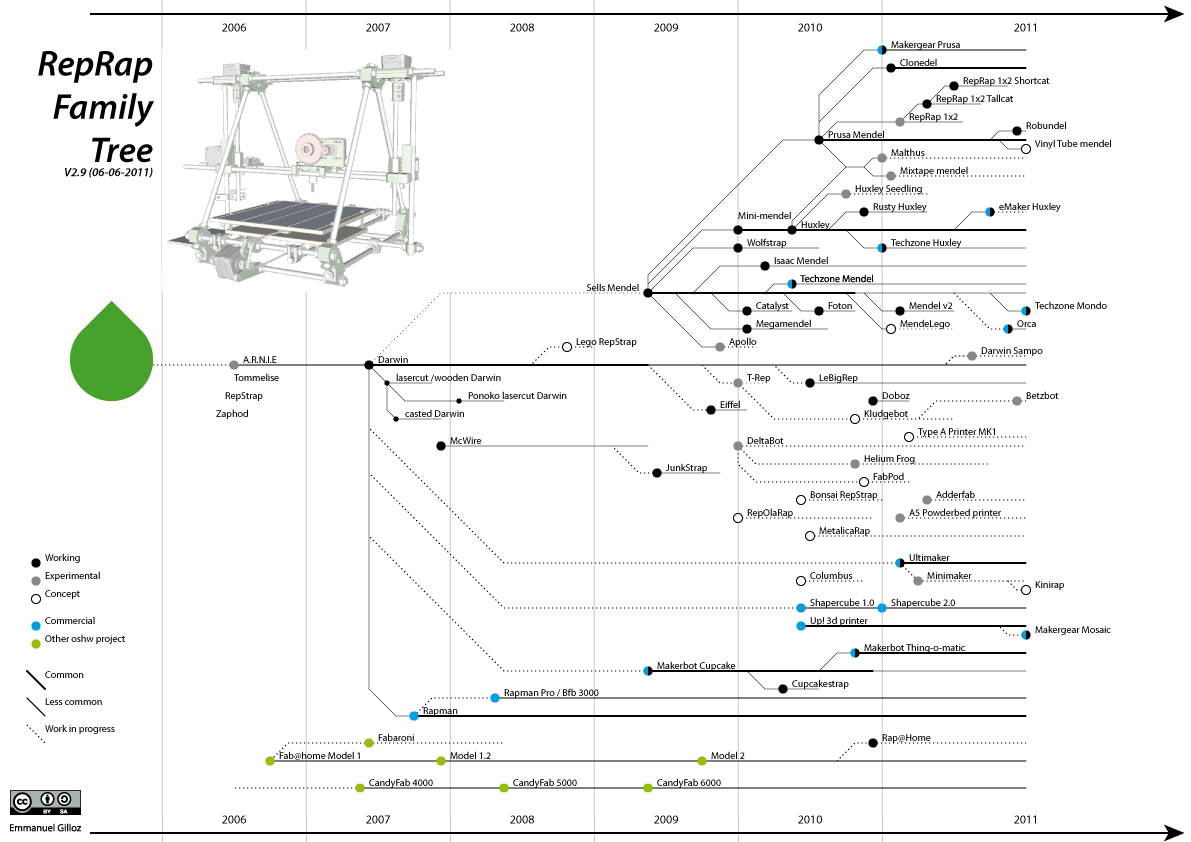 2006 2007 2008 2009 2010 2011
RepRap
Family
Tree
V2.9 (06-06-2011)
Makergear Prusa
Clonedel
RepRap 1x2 Shortcat
RepRap 1x2 Tallcat
RepRap 1x2
Robundel
Prusa Mendel
Vinyl Tube mendel
Malthus
Mixtape mendel
Huxley Seedling
Rusty Huxley
eMaker Huxley
Mini-mendel
Huxley
Wolfstrap
Techzone Huxley
Isaac Mendel
Techzone Mendel
Sells Mendel
Catalyst
Foton
Mendel v2
Techzone Mondo
Megamendel
MendeLego
Orca
Lego RepStrap
Apollo
Darwin Sampo
A.R.N.I.E
Darwin
Tommelise
lasercut /wooden Darwin
T-Rep
LeBigRep
RepStrap
Ponoko lasercut Darwin
Doboz
Betzbot
Zaphod
casted Darwin
Eiffel
Kludgebot
Type A Printer MK1
McWire
DeltaBot
Helium Frog
JunkStrap
FabPod
Bonsai RepStrap
Adderfab
RepOlaRap
A5 Powderbed printer
MetalicaRap
Working
Ultimaker
Experimental
Columbus
Minimaker
Concept
Kinirap
Shapercube 1.0
Shapercube 2.0
Commercial
Up! 3d printer
Makergear Mosaic
Other oshw project
Makerbot Thing-o-matic
Makerbot Cupcake
Common
Cupcakestrap
Less common
Rapman Pro / Bfb 3000
Rapman
Work in progress
Fabaroni
Rap@Home
Fab@home Model 1
Model 1.2
Model 2
CandyFab 4000
CandyFab 5000
CandyFab 6000
cc
BY SA
Emmanuel Gilloz
2006 2007 2008 2009 2010 2011